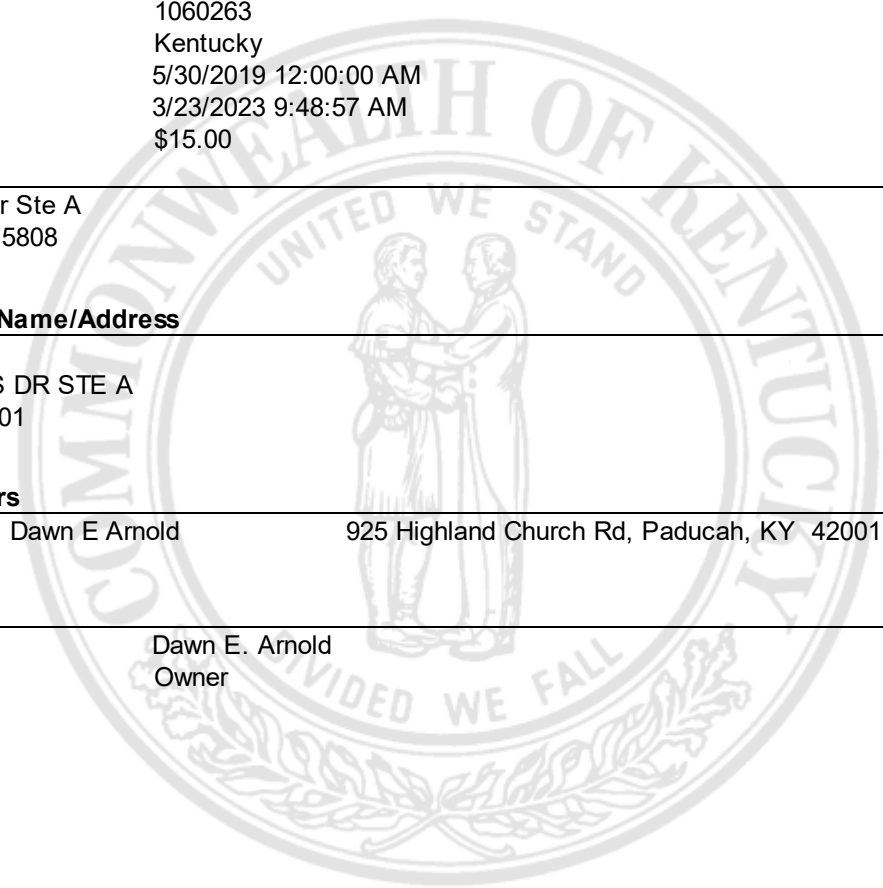 1060263
Kentucky
5/30/2019 12:00:00 AM
3/23/2023 9:48:57 AM
$15.00
r Ste A
5808
Name/Address
S DR STE A
01
rs
Dawn E Arnold 925 Highland Church Rd, Paducah, KY 42001
Dawn E. Arnold
Owner
COMMONWEALTH OF KENTUCKY
UNITED WE STAND
DIVIDED WE FALL